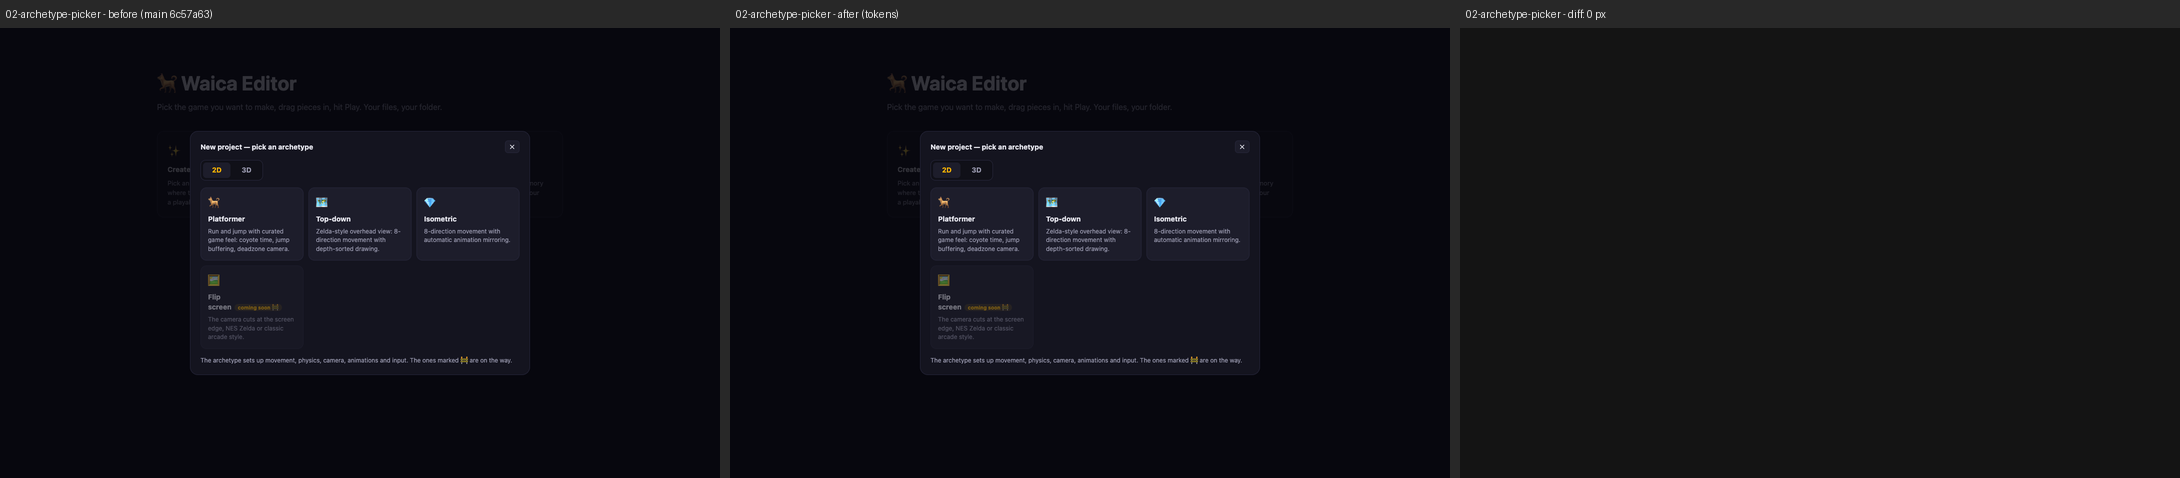 02-archetype-picker - before (main 6c57a63)
Waica Editor
Pick the game you want to make, drag pieces in, hit Play. Your files, your folder.
Create
Pick an
where t
a playe
New project — pick an archetype
×
2D 3D
Platformer
Run and jump with curated
game feel: coyote time, jump
buffering, deadzone camera.
Top-down
Zelda-style overhead view: 8-
direction movement with
depth-sorted drawing.
Isometric
8-direction movement with
automatic animation mirroring.
Flip
screen coming soon
The camera cuts at the screen
edge, NES Zelda or classic
arcade style.
The archetype sets up movement, physics, camera, animations and input. The ones marked are on the way.
02-archetype-picker - after (tokens)
Waica Editor
Pick the game you want to make, drag pieces in, hit Play. Your files, your folder.
Create
Pick an
where t
a playe
New project — pick an archetype
×
2D 3D
Platformer
Run and jump with curated
game feel: coyote time, jump
buffering, deadzone camera.
Top-down
Zelda-style overhead view: 8-
direction movement with
depth-sorted drawing.
Isometric
8-direction movement with
automatic animation mirroring.
Flip
screen coming soon
The camera cuts at the screen
edge, NES Zelda or classic
arcade style.
The archetype sets up movement, physics, camera, animations and input. The ones marked are on the way.
02-archetype-picker - diff: 0 px